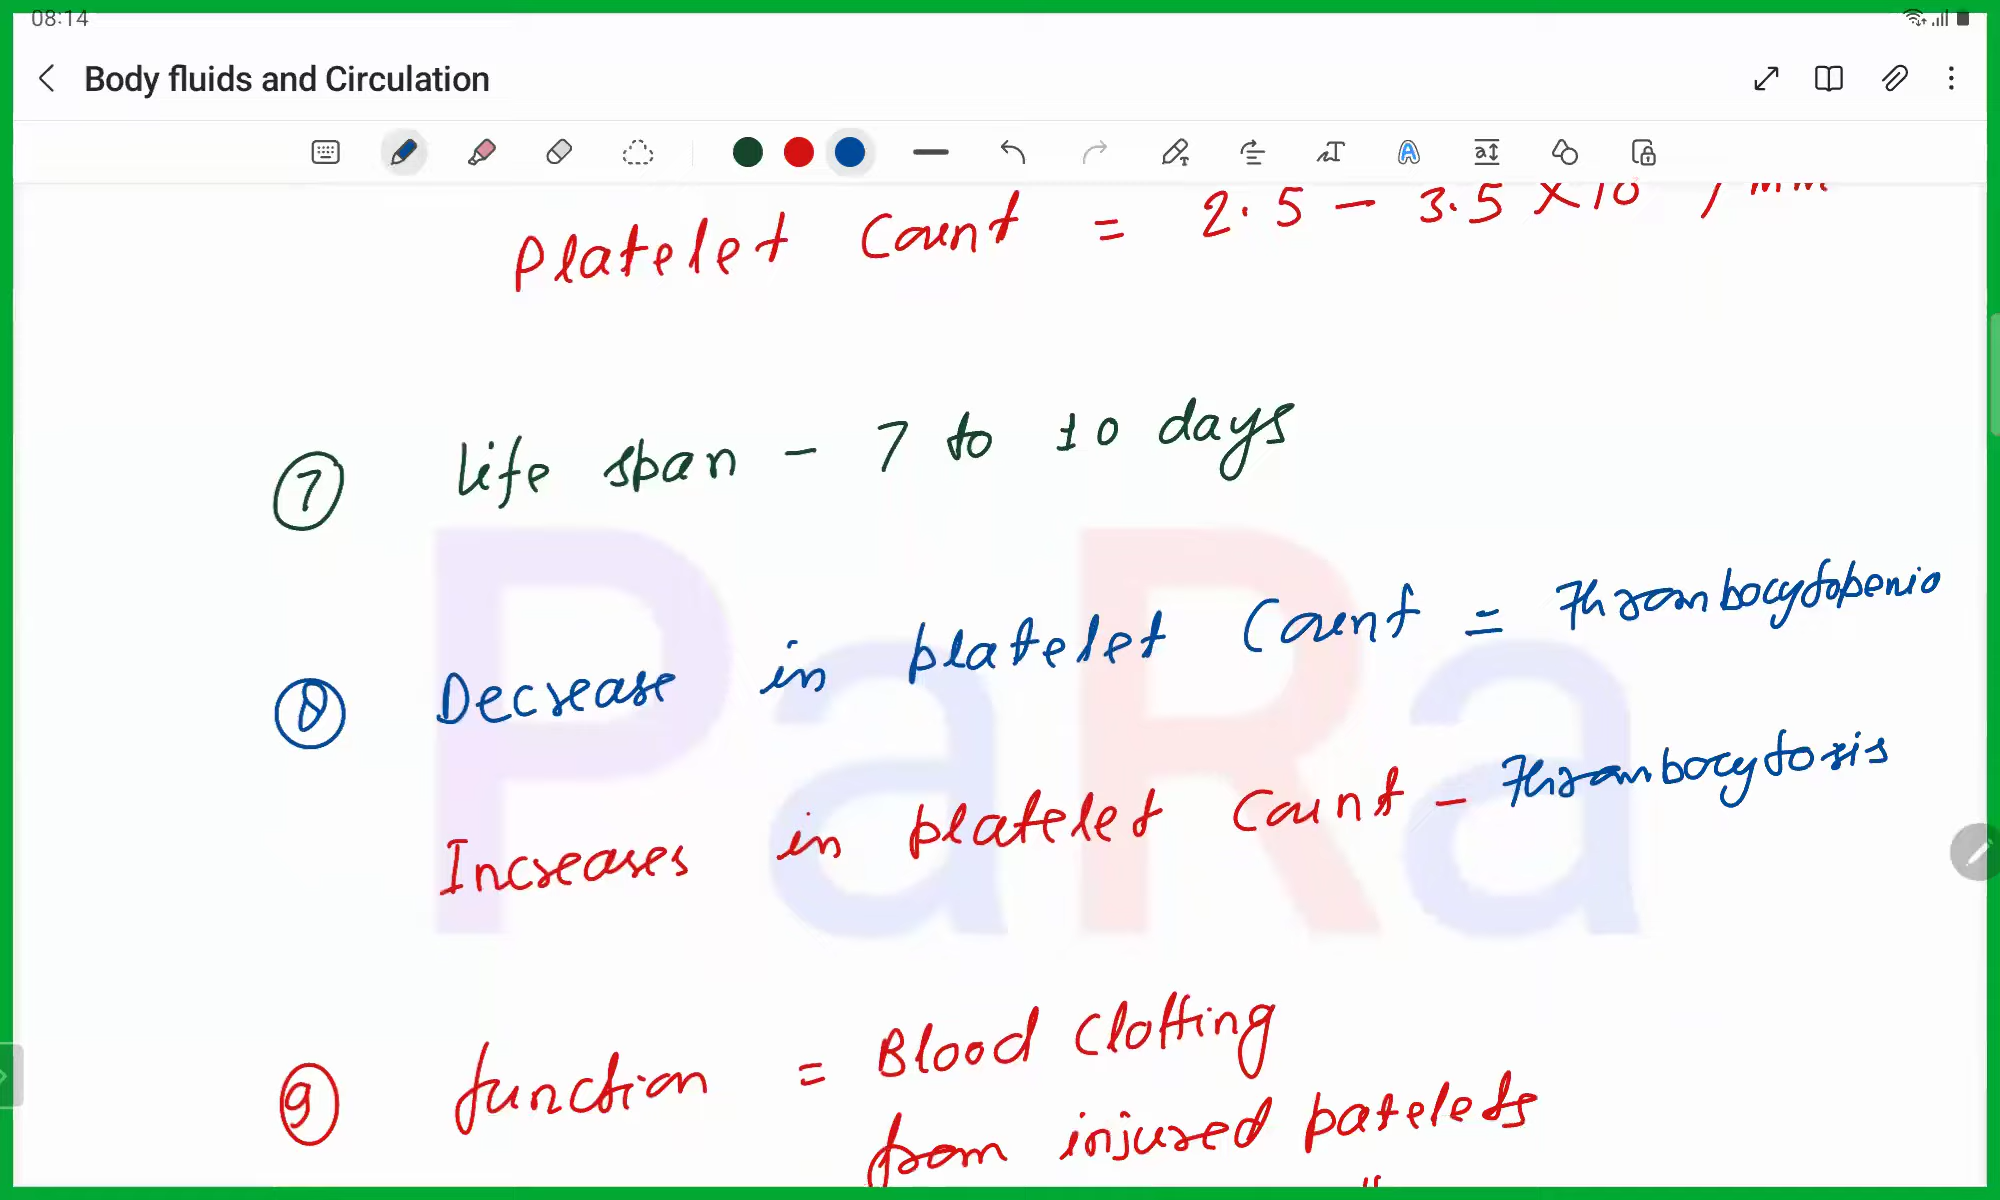 08:14
Body fluids and Circulation
Platelet Count = 2.5 – 3.5 × 10 / mm
7 life span – 7 to 10 days
8 Decrease in platelet Count = Thrombocytopenia
Increases in platelet Count – Thrombocytosis
9 function = Blood Clotting
from injured patelets
PaRa